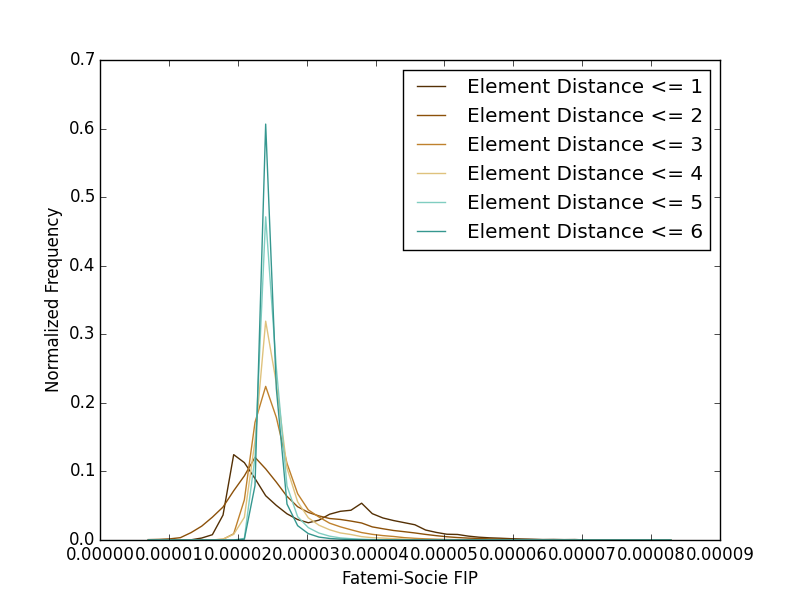 0.7
0.6
0.5
0.4
0.3
0.2
0.1
0.0
Normalized Frequency
Element Distance <= 1
Element Distance <= 2
Element Distance <= 3
Element Distance <= 4
Element Distance <= 5
Element Distance <= 6
0.00000 0.00001 0.00002 0.00003 0.00004 0.00005 0.00006 0.00007 0.00008 0.00009
Fatemi-Socie FIP